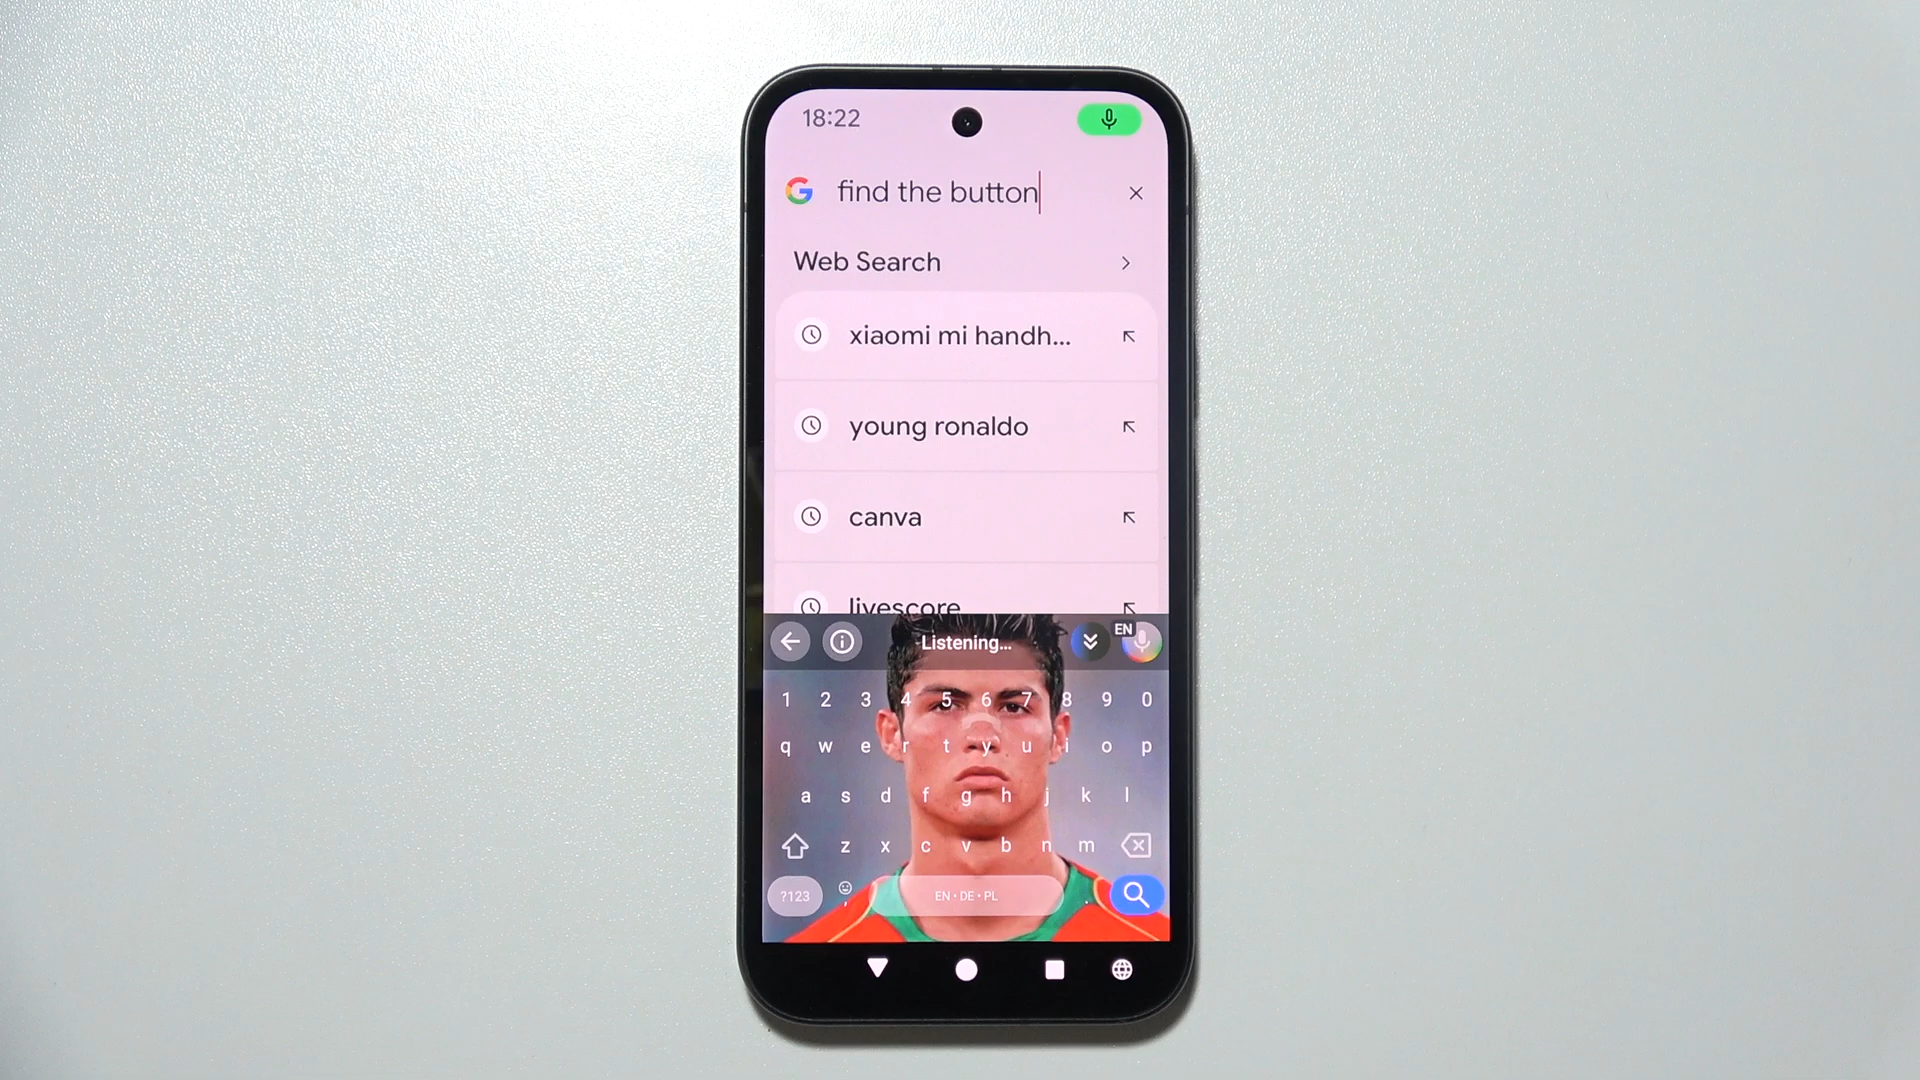 18:22
find the button
Web Search
xiaomi mi handh...
young ronaldo
canva
livescore
Listening...
EN
1 2 3 4 5 6 7 8 9 0
q w e r t y u i o p
a s d f g h j k l
z x c v b n m
?123 , EN • DE • PL .